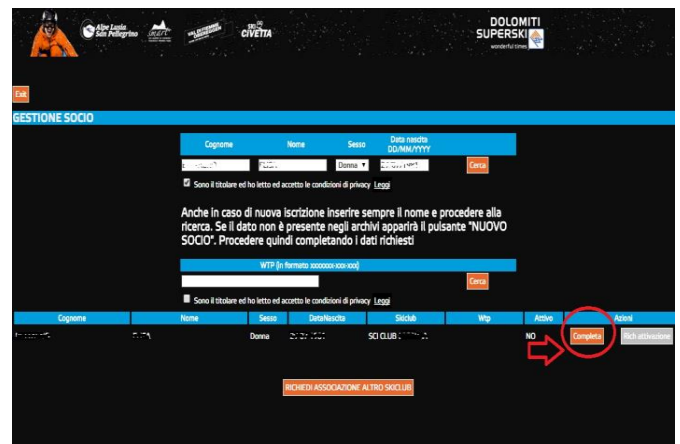 Alpe Lusia
San Pellegrino
SKI
CIVETTA
DOLOMITI
SUPERSKI
wonderful times
Exit
GESTIONE SOCIO
Cognome Nome Sesso Data nascita
DD/MM/YYYY
Donna Cerca
Sono il titolare ed ho letto ed accetto le condizioni di privacy Leggi
Anche in caso di nuova iscrizione inserire sempre il nome e procedere alla
ricerca. Se il dato non è presente negli archivi apparirà il pulsante "NUOVO
SOCIO". Procedere quindi completando i dati richiesti
WTP (in formato xxxxxxxx-xxx-xxx)
Cerca
Sono il titolare ed ho letto ed accetto le condizioni di privacy Leggi
Cognome Nome Sesso DataNascita Skiclub Wtp Attivo Azioni
Donna SCI CLUB NO Completa Rich attivazione
RICHIEDI ASSOCIAZIONE ALTRO SKICLUB